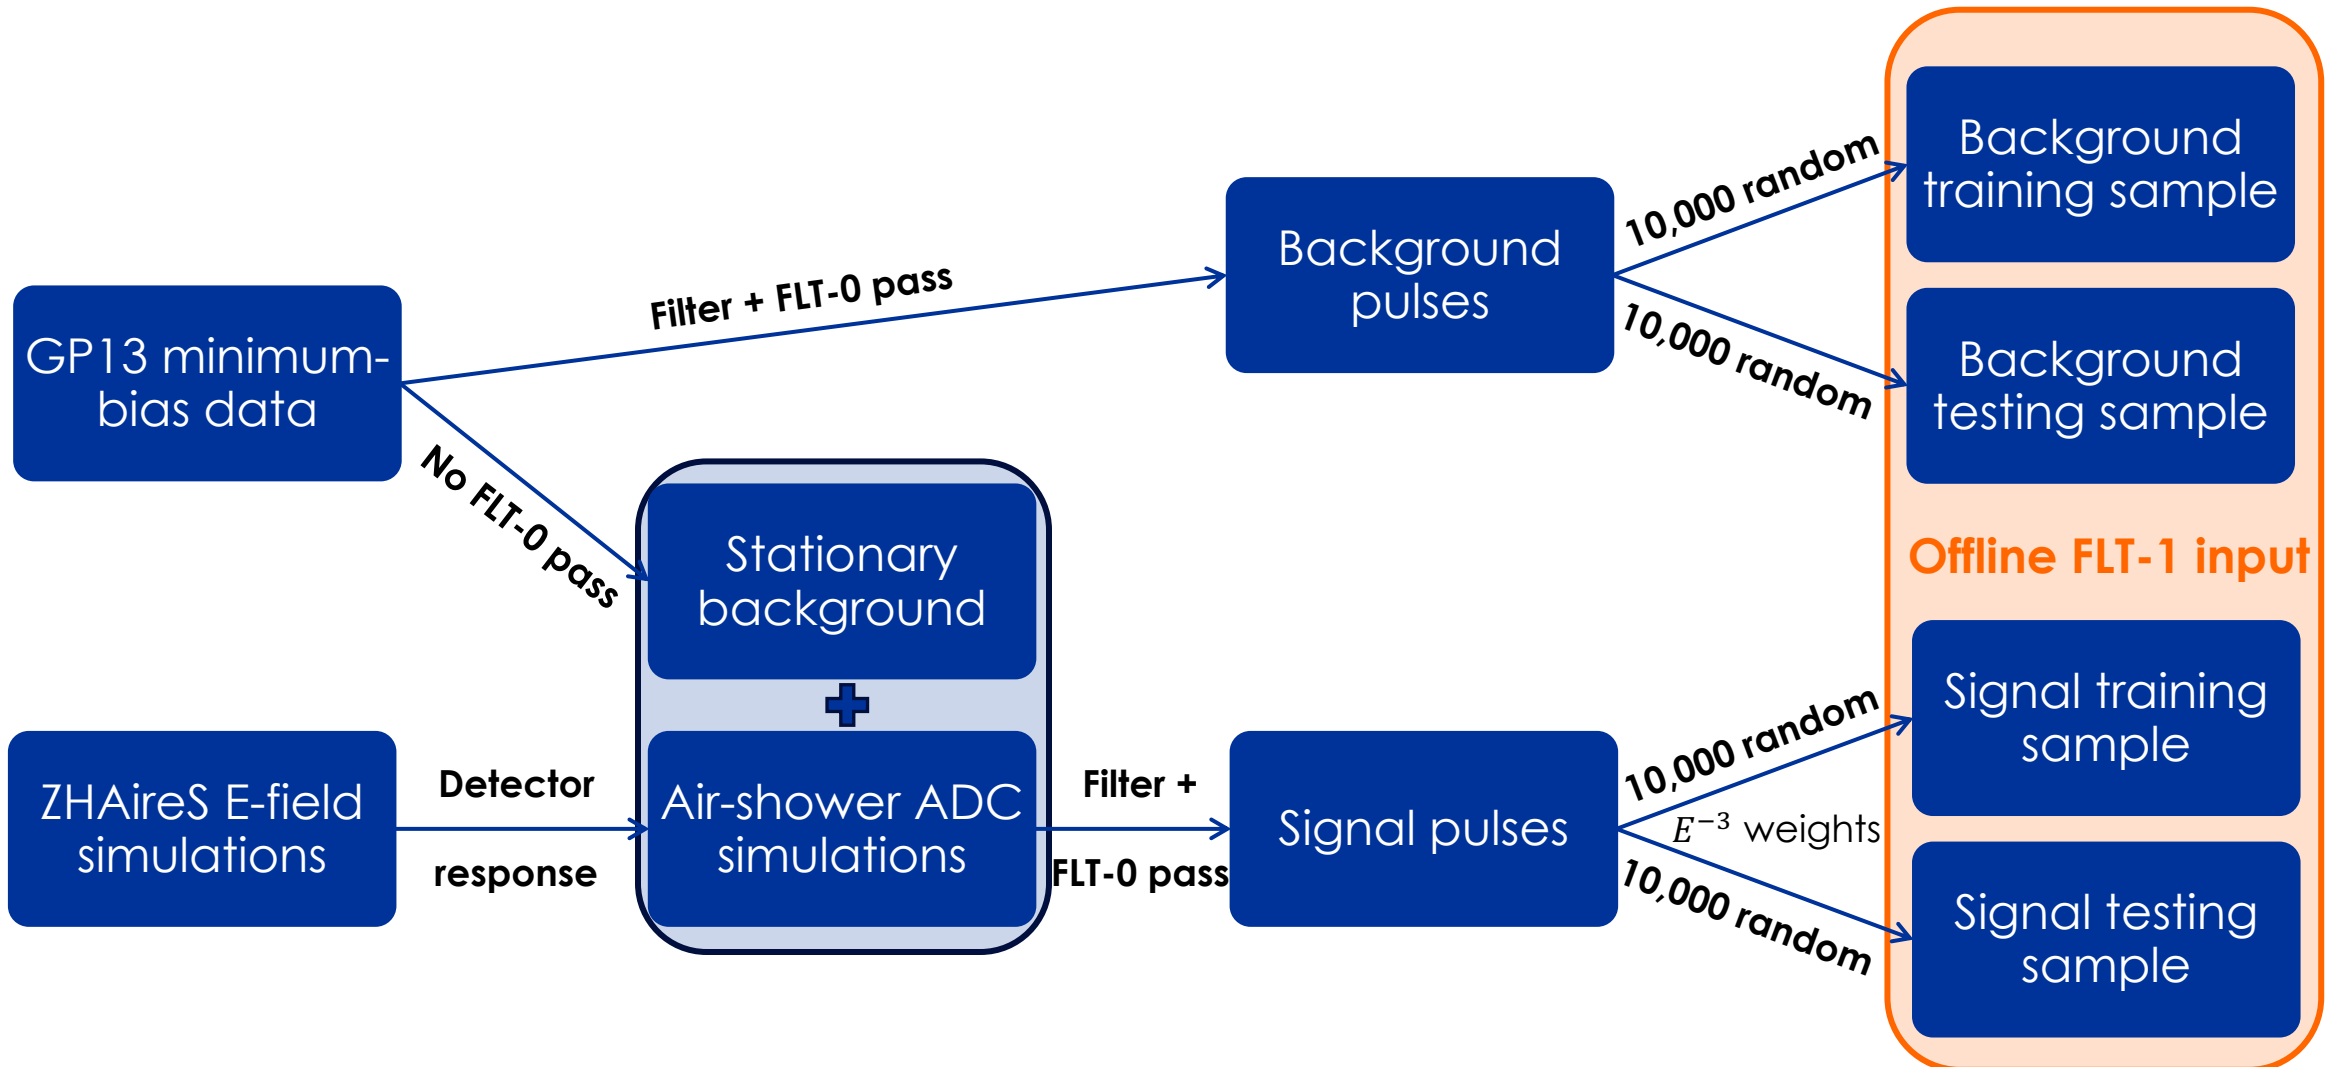 GP13 minimum-
bias data
Filter + FLT-0 pass
No FLT-0 pass
Background
pulses
10,000 random
10,000 random
Background
training sample
Background
testing sample
Offline FLT-1 input
Stationary
background
ZHAireS E-field
simulations
Detector
response
Air-shower ADC
simulations
Filter +
FLT-0 pass
Signal pulses
10,000 random
E⁻³ weights
10,000 random
Signal training
sample
Signal testing
sample